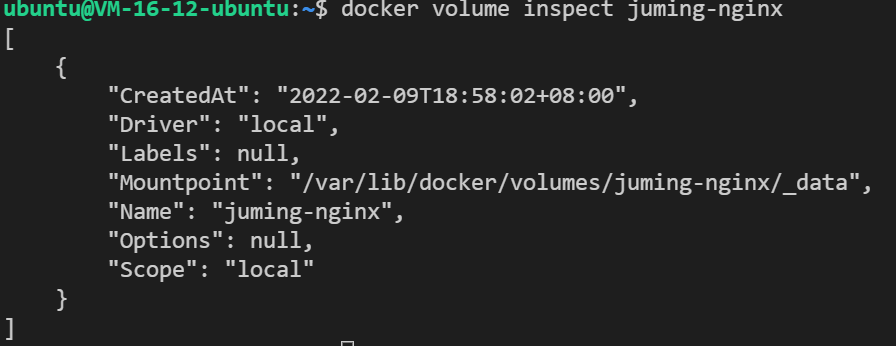 ubuntu@VM-16-12-ubuntu:~$ docker volume inspect juming-nginx
[
    {
        "CreatedAt": "2022-02-09T18:58:02+08:00",
        "Driver": "local",
        "Labels": null,
        "Mountpoint": "/var/lib/docker/volumes/juming-nginx/_data",
        "Name": "juming-nginx",
        "Options": null,
        "Scope": "local"
    }
]